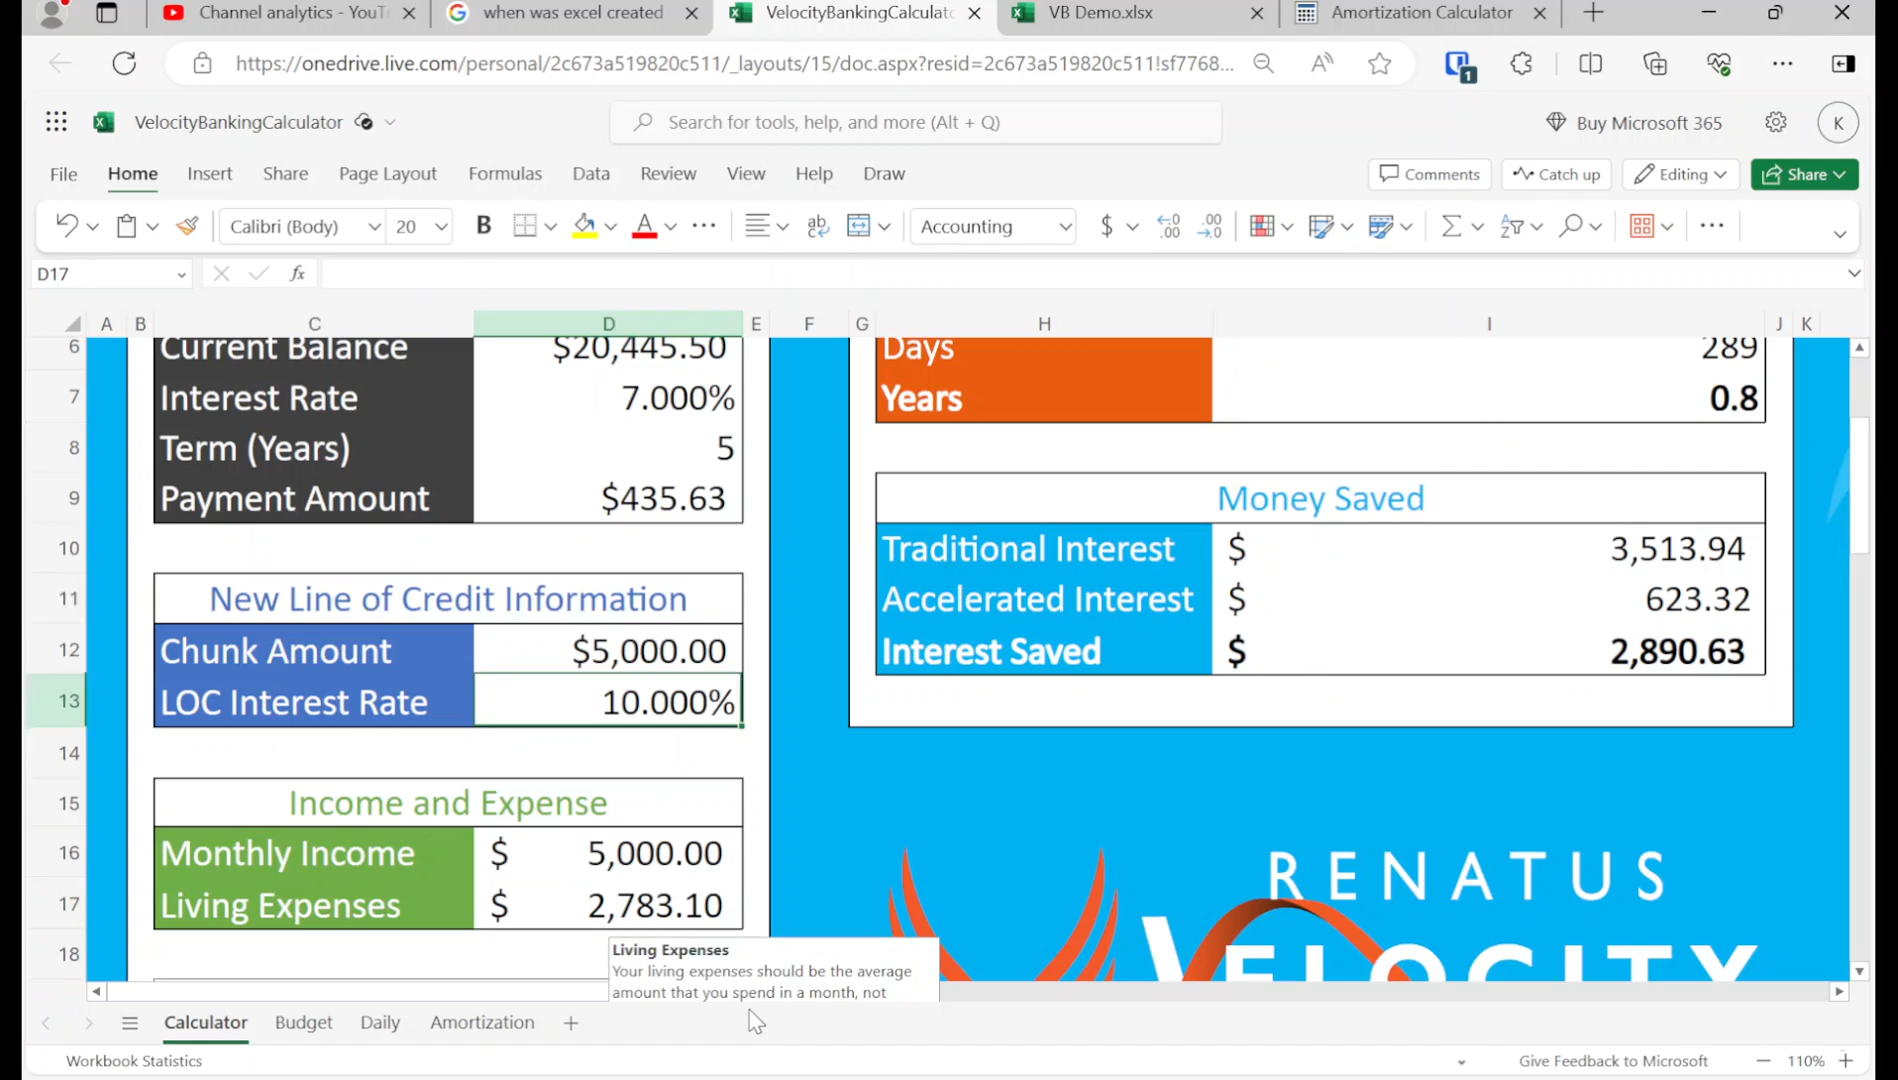 Channel analytics - YouT
when was excel created
VelocityBankingCalculato
VB Demo.xlsx
Amortization Calculator
https://onedrive.live.com/personal/2c673a519820c511/_layouts/15/doc.aspx?resid=2c673a519820c511!sf7768...
1
VelocityBankingCalculator
Search for tools, help, and more (Alt + Q)
Buy Microsoft 365
K
File Home Insert Share Page Layout Formulas Data Review View Help Draw
Comments Catch up Editing Share
Calibri (Body) 20 B A ... ab Accounting $ .00 .00 ...
D17 fx
A B C D E F G H I J K
6 Current Balance $20,445.50 Days 289
7 Interest Rate 7.000% Years 0.8
8 Term (Years) 5
9 Payment Amount $435.63 Money Saved
10 Traditional Interest $ 3,513.94
11 New Line of Credit Information Accelerated Interest $ 623.32
12 Chunk Amount $5,000.00 Interest Saved $ 2,890.63
13 LOC Interest Rate 10.000%
14
15 Income and Expense
16 Monthly Income $ 5,000.00 RENATUS
17 Living Expenses $ 2,783.10
18 VELOCITY
Living Expenses
Your living expenses should be the average
amount that you spend in a month, not
Calculator Budget Daily Amortization
Workbook Statistics Give Feedback to Microsoft 110%